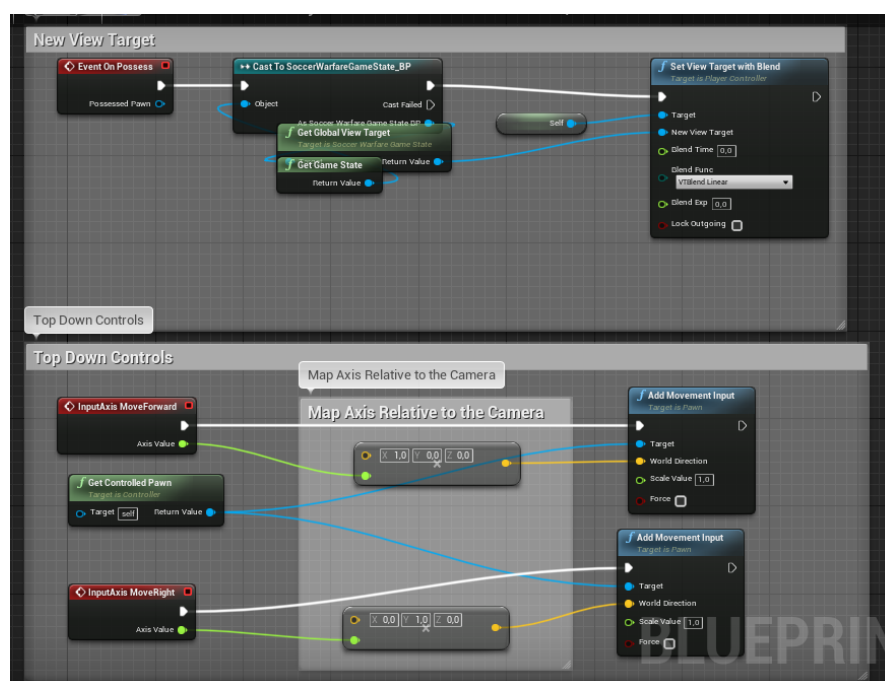 New View Target
Event On Possess
Possessed Pawn
Cast To SoccerWarfareGameState_BP
Object
Cast Failed
As Soccer Warfare Game State BP
Get Global View Target
Target is Soccer Warfare Game State
Return Value
Get Game State
Return Value
Self
Set View Target with Blend
Target is Player Controller
Target
New View Target
Blend Time 0,0
Blend Func
VTBlend Linear
Blend Exp 0,0
Lock Outgoing
Top Down Controls
Top Down Controls
Map Axis Relative to the Camera
Map Axis Relative to the Camera
InputAxis MoveForward
Axis Value
X 1,0 Y 0,0 Z 0,0
Add Movement Input
Target is Pawn
Target
World Direction
Scale Value 1,0
Force
Get Controlled Pawn
Target is Controller
Target self Return Value
InputAxis MoveRight
Axis Value
X 0,0 Y 1,0 Z 0,0
Add Movement Input
Target is Pawn
Target
World Direction
Scale Value 1,0
Force
BLUEPRIN